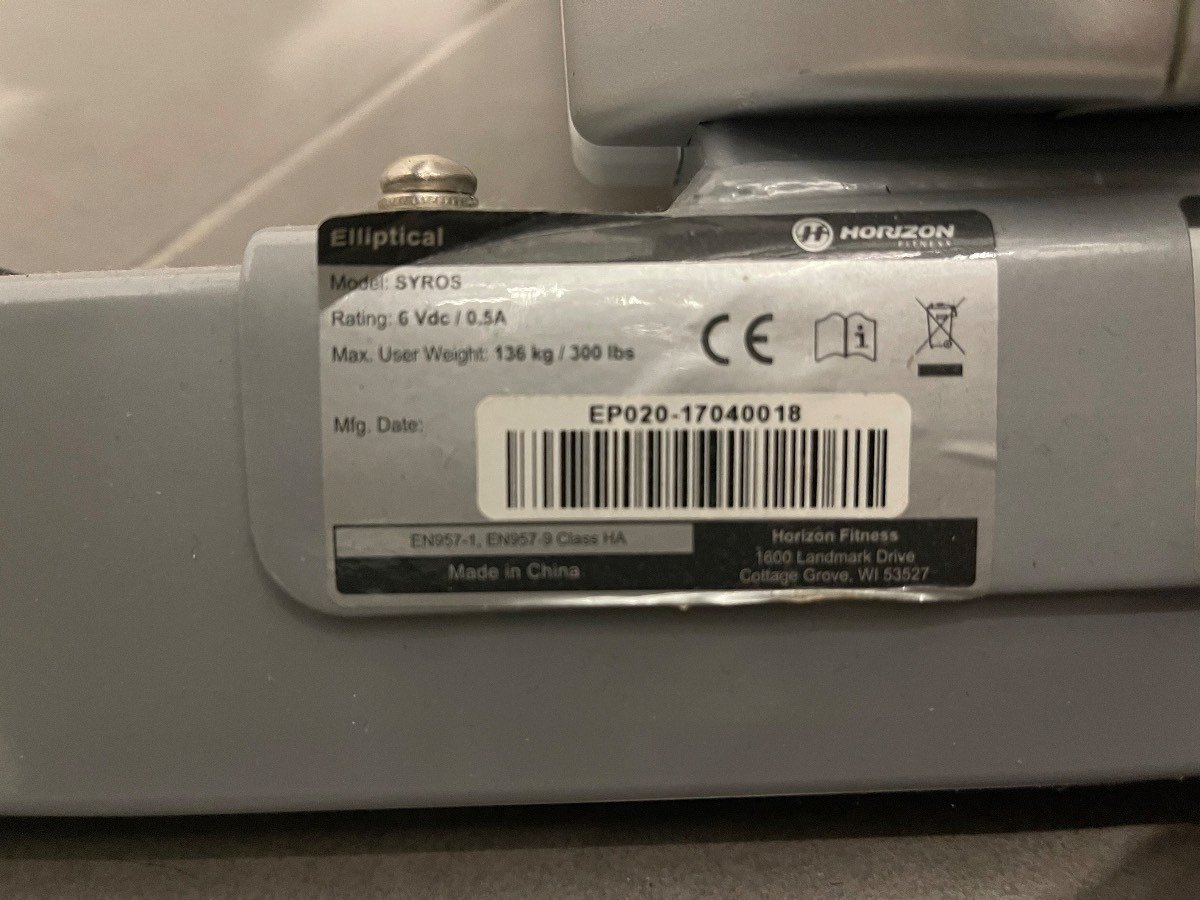 Elliptical
HORIZON
FITNESS
Model: SYROS
Rating: 6 Vdc / 0.5A
Max. User Weight: 136 kg / 300 lbs
CE
i
Mfg. Date:
EP020-17040018
EN957-1, EN957-9 Class HA
Made in China
Horizon Fitness
1600 Landmark Drive
Cottage Grove, WI 53527